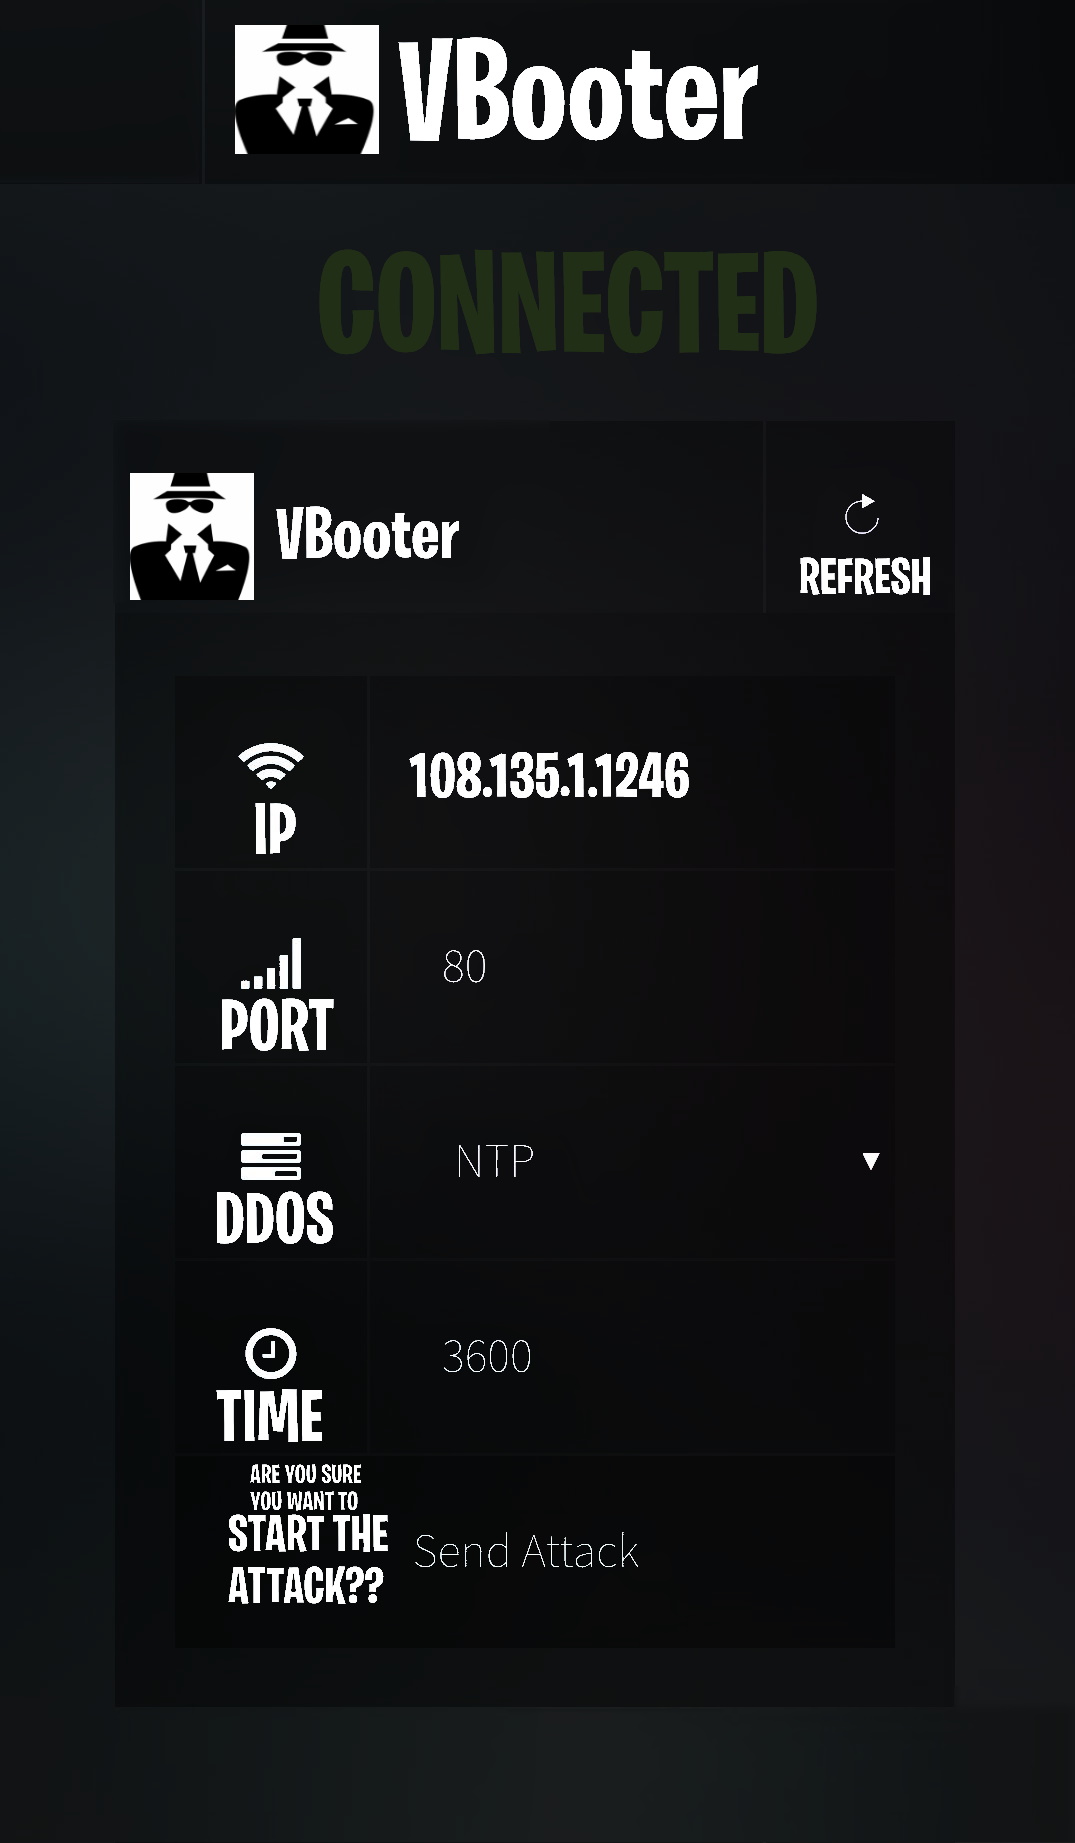 VBooter
CONNECTED
VBooter
REFRESH
IP
108.135.1.1246
PORT
80
DDOS
NTP
TIME
3600
ARE YOU SURE
YOU WANT TO
START THE
ATTACK??
Send Attack